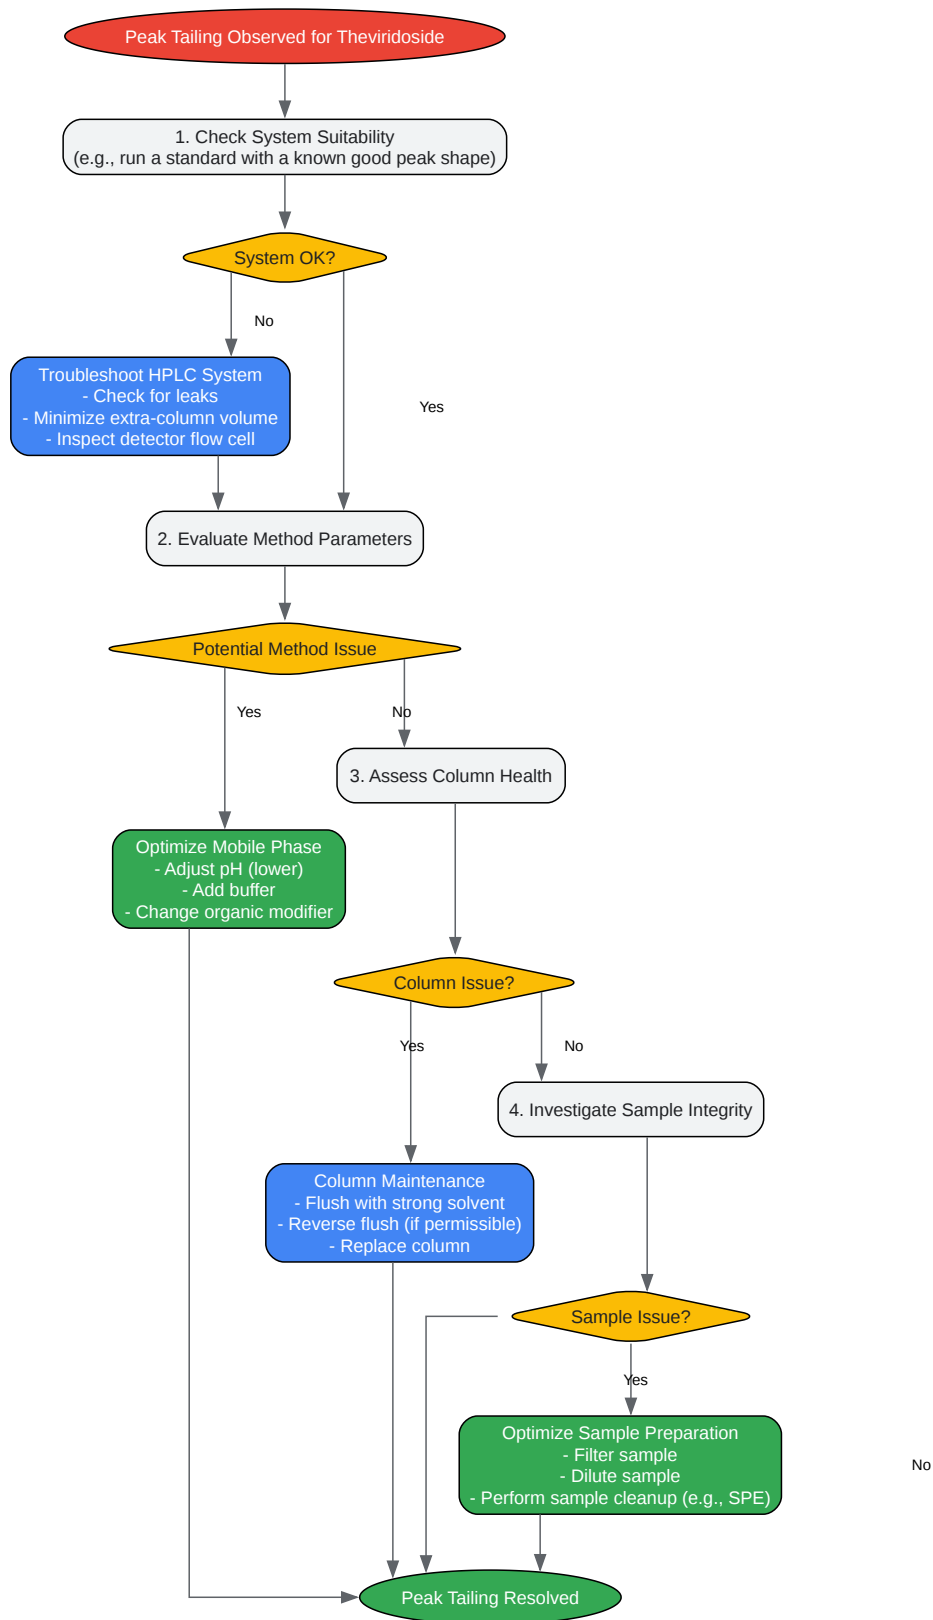 Peak Tailing Observed for Theviridoside
1. Check System Suitability
(e.g., run a standard with a known good peak shape)
System OK?
No
Troubleshoot HPLC System
- Check for leaks
- Minimize extra-column volume
- Inspect detector flow cell
Yes
2. Evaluate Method Parameters
Potential Method Issue
Yes
No
3. Assess Column Health
Optimize Mobile Phase
- Adjust pH (lower)
- Add buffer
- Change organic modifier
Column Issue?
Yes
No
4. Investigate Sample Integrity
Column Maintenance
- Flush with strong solvent
- Reverse flush (if permissible)
- Replace column
Sample Issue?
Yes
Optimize Sample Preparation
- Filter sample
- Dilute sample
- Perform sample cleanup (e.g., SPE)
No
Peak Tailing Resolved